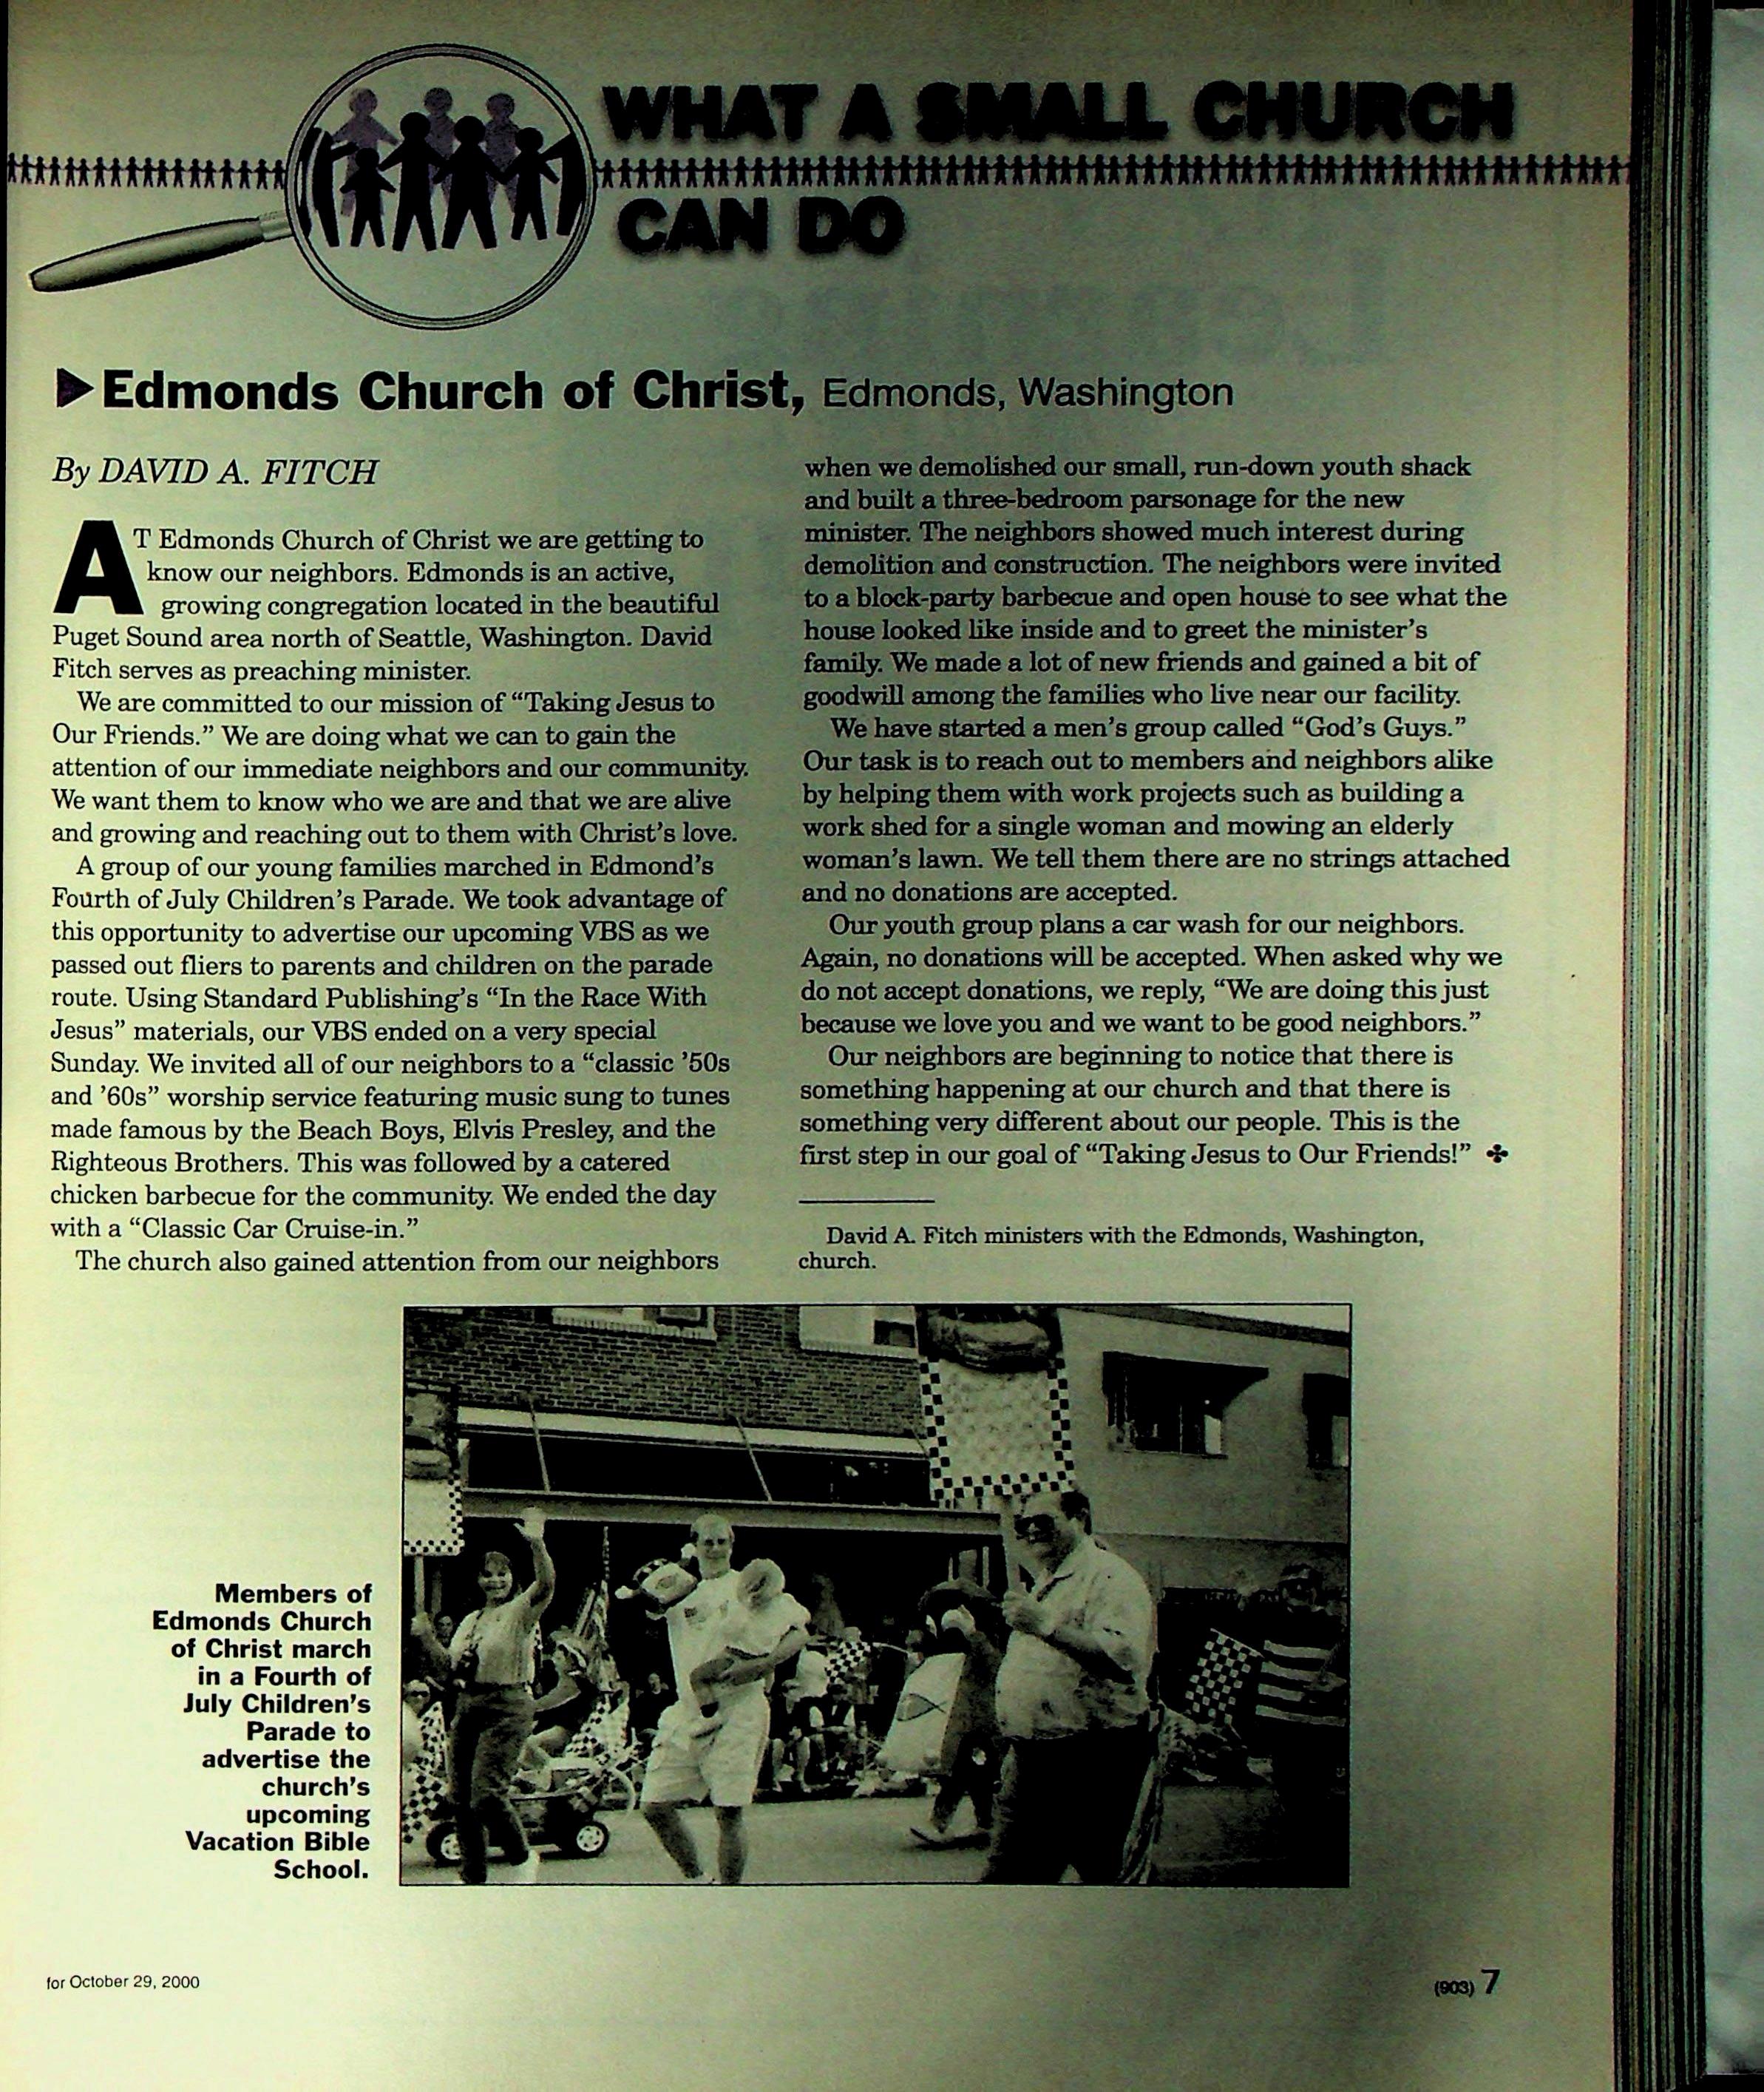 WHAT A SMALL CHURCH
CAN DO
Edmonds Church of Christ, Edmonds, Washington
By DAVID A. FITCH
AT Edmonds Church of Christ we are getting to
know our neighbors. Edmonds is an active,
growing congregation located in the beautiful
Puget Sound area north of Seattle, Washington. David
Fitch serves as preaching minister.
We are committed to our mission of “Taking Jesus to
Our Friends.” We are doing what we can to gain the
attention of our immediate neighbors and our community.
We want them to know who we are and that we are alive
and growing and reaching out to them with Christ’s love.
A group of our young families marched in Edmond’s
Fourth of July Children’s Parade. We took advantage of
this opportunity to advertise our upcoming VBS as we
passed out fliers to parents and children on the parade
route. Using Standard Publishing’s “In the Race With
Jesus” materials, our VBS ended on a very special
Sunday. We invited all of our neighbors to a “classic ’50s
and ’60s” worship service featuring music sung to tunes
made famous by the Beach Boys, Elvis Presley, and the
Righteous Brothers. This was followed by a catered
chicken barbecue for the community. We ended the day
with a “Classic Car Cruise-in.”
The church also gained attention from our neighbors
when we demolished our small, run-down youth shack
and built a three-bedroom parsonage for the new
minister. The neighbors showed much interest during
demolition and construction. The neighbors were invited
to a block-party barbecue and open house to see what the
house looked like inside and to greet the minister’s
family. We made a lot of new friends and gained a bit of
goodwill among the families who live near our facility.
We have started a men’s group called “God’s Guys.”
Our task is to reach out to members and neighbors alike
by helping them with work projects such as building a
work shed for a single woman and mowing an elderly
woman’s lawn. We tell them there are no strings attached
and no donations are accepted.
Our youth group plans a car wash for our neighbors.
Again, no donations will be accepted. When asked why we
do not accept donations, we reply, “We are doing this just
because we love you and we want to be good neighbors.”
Our neighbors are beginning to notice that there is
something happening at our church and that there is
something very different about our people. This is the
first step in our goal of “Taking Jesus to Our Friends!”
David A. Fitch ministers with the Edmonds, Washington,
church.
Members of
Edmonds Church
of Christ march
in a Fourth of
July Children’s
Parade to
advertise the
church’s
upcoming
Vacation Bible
School.
for October 29, 2000
(903) 7